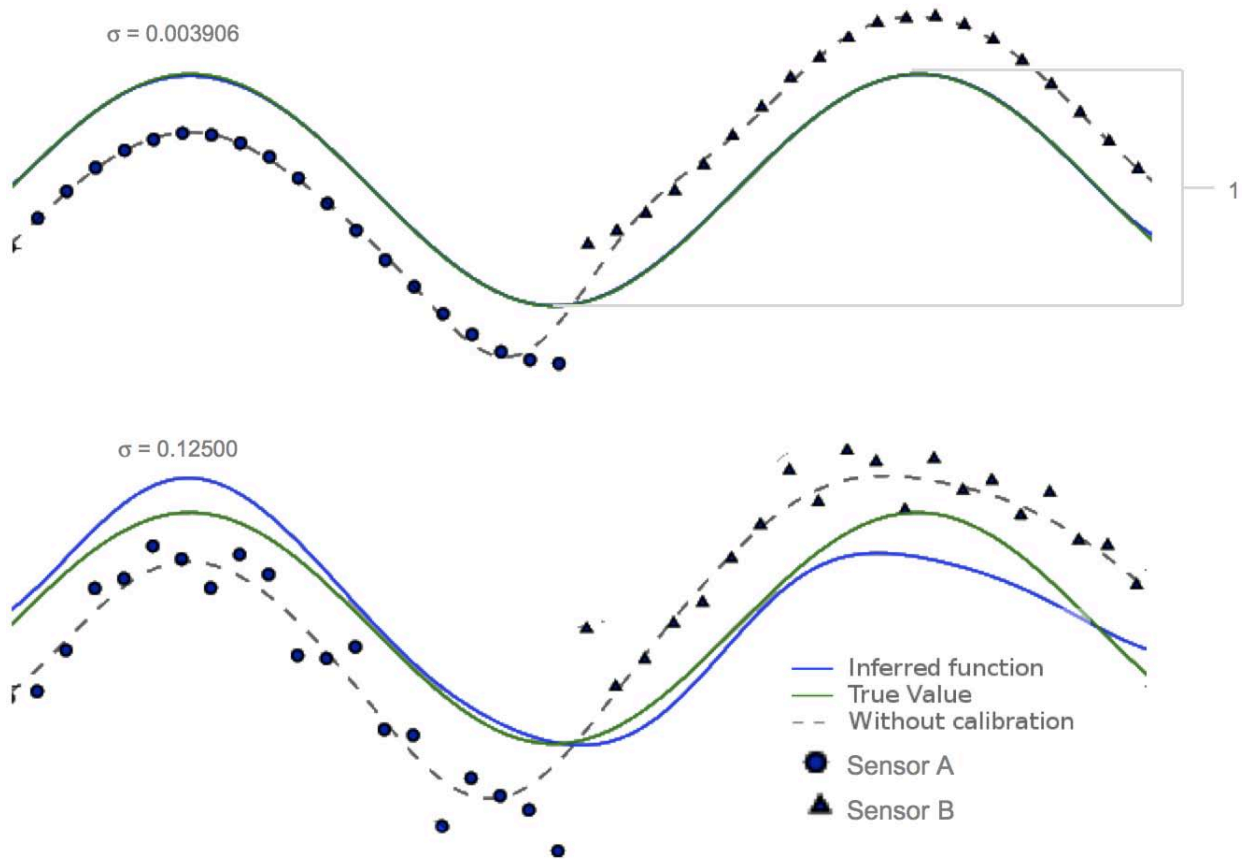 σ = 0.003906
1
σ = 0.12500
Inferred function
True Value
Without calibration
Sensor A
Sensor B